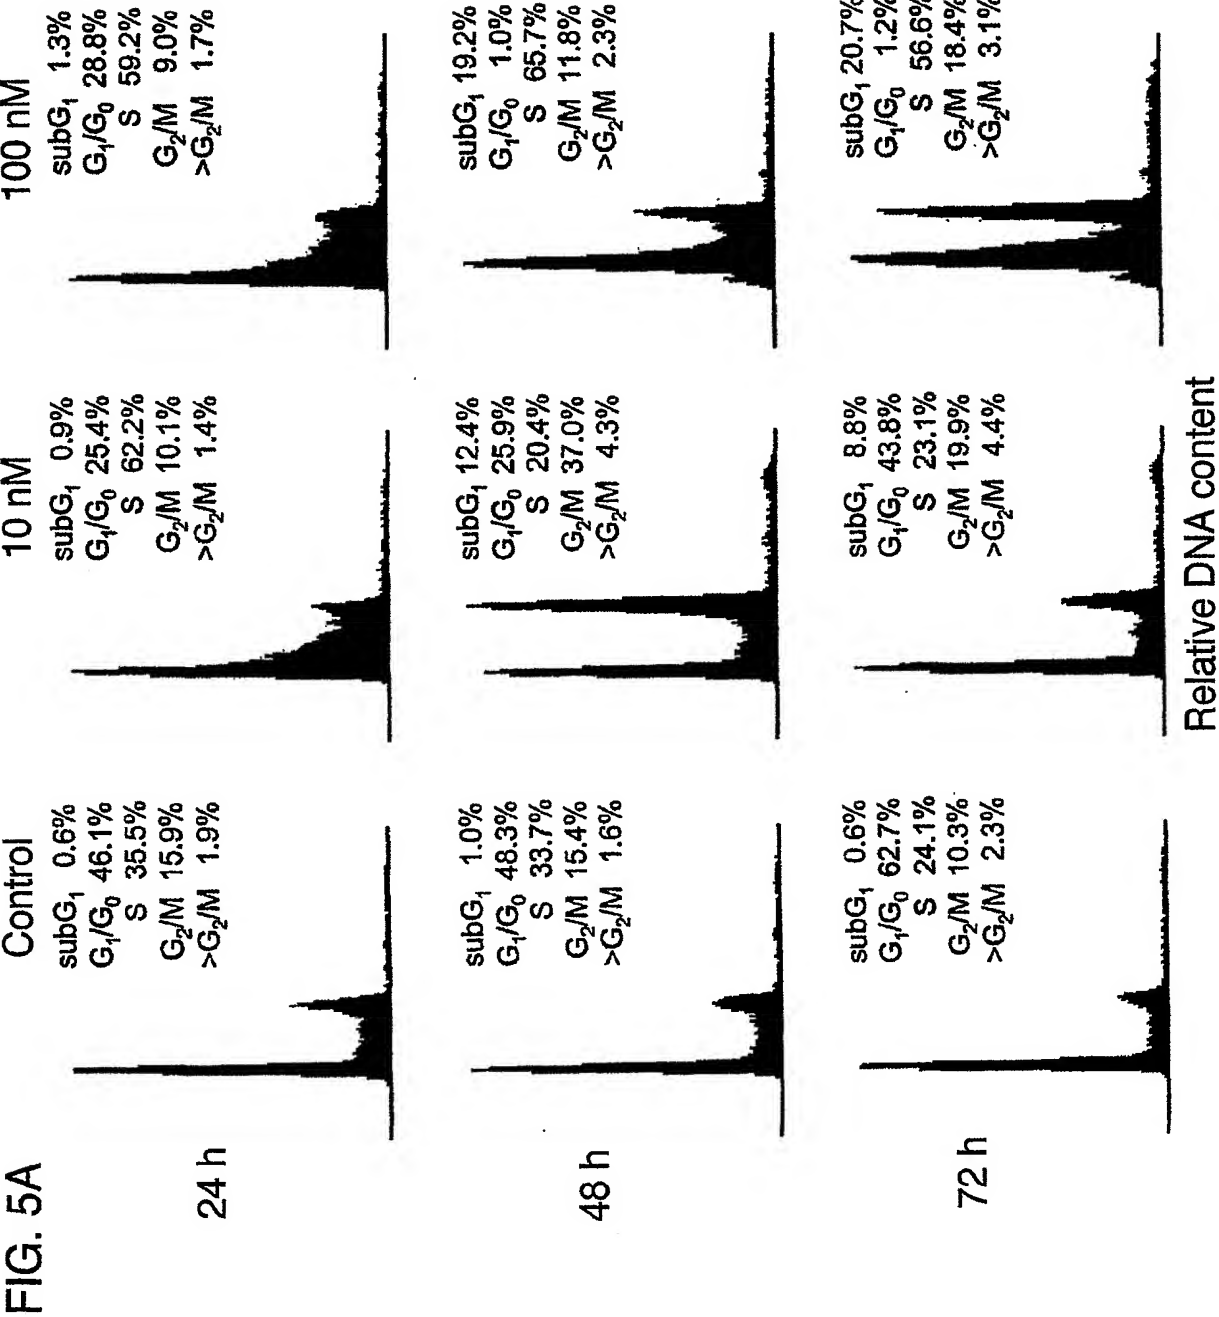 FIG. 5A
Control
10 nM
100 nM
24 h
subG₁ 0.6%
G₁/G₀ 46.1%
S 35.5%
G₂/M 15.9%
>G₂/M 1.9%
subG₁ 0.9%
G₁/G₀ 25.4%
S 62.2%
G₂/M 10.1%
>G₂/M 1.4%
subG₁ 1.3%
G₁/G₀ 28.8%
S 59.2%
G₂/M 9.0%
>G₂/M 1.7%
48 h
subG₁ 1.0%
G₁/G₀ 48.3%
S 33.7%
G₂/M 15.4%
>G₂/M 1.6%
subG₁ 12.4%
G₁/G₀ 25.9%
S 20.4%
G₂/M 37.0%
>G₂/M 4.3%
subG₁ 19.2%
G₁/G₀ 1.0%
S 65.7%
G₂/M 11.8%
>G₂/M 2.3%
72 h
subG₁ 0.6%
G₁/G₀ 62.7%
S 24.1%
G₂/M 10.3%
>G₂/M 2.3%
subG₁ 8.8%
G₁/G₀ 43.8%
S 23.1%
G₂/M 19.9%
>G₂/M 4.4%
subG₁ 20.7%
G₁/G₀ 1.2%
S 56.6%
G₂/M 18.4%
>G₂/M 3.1%
Relative DNA content